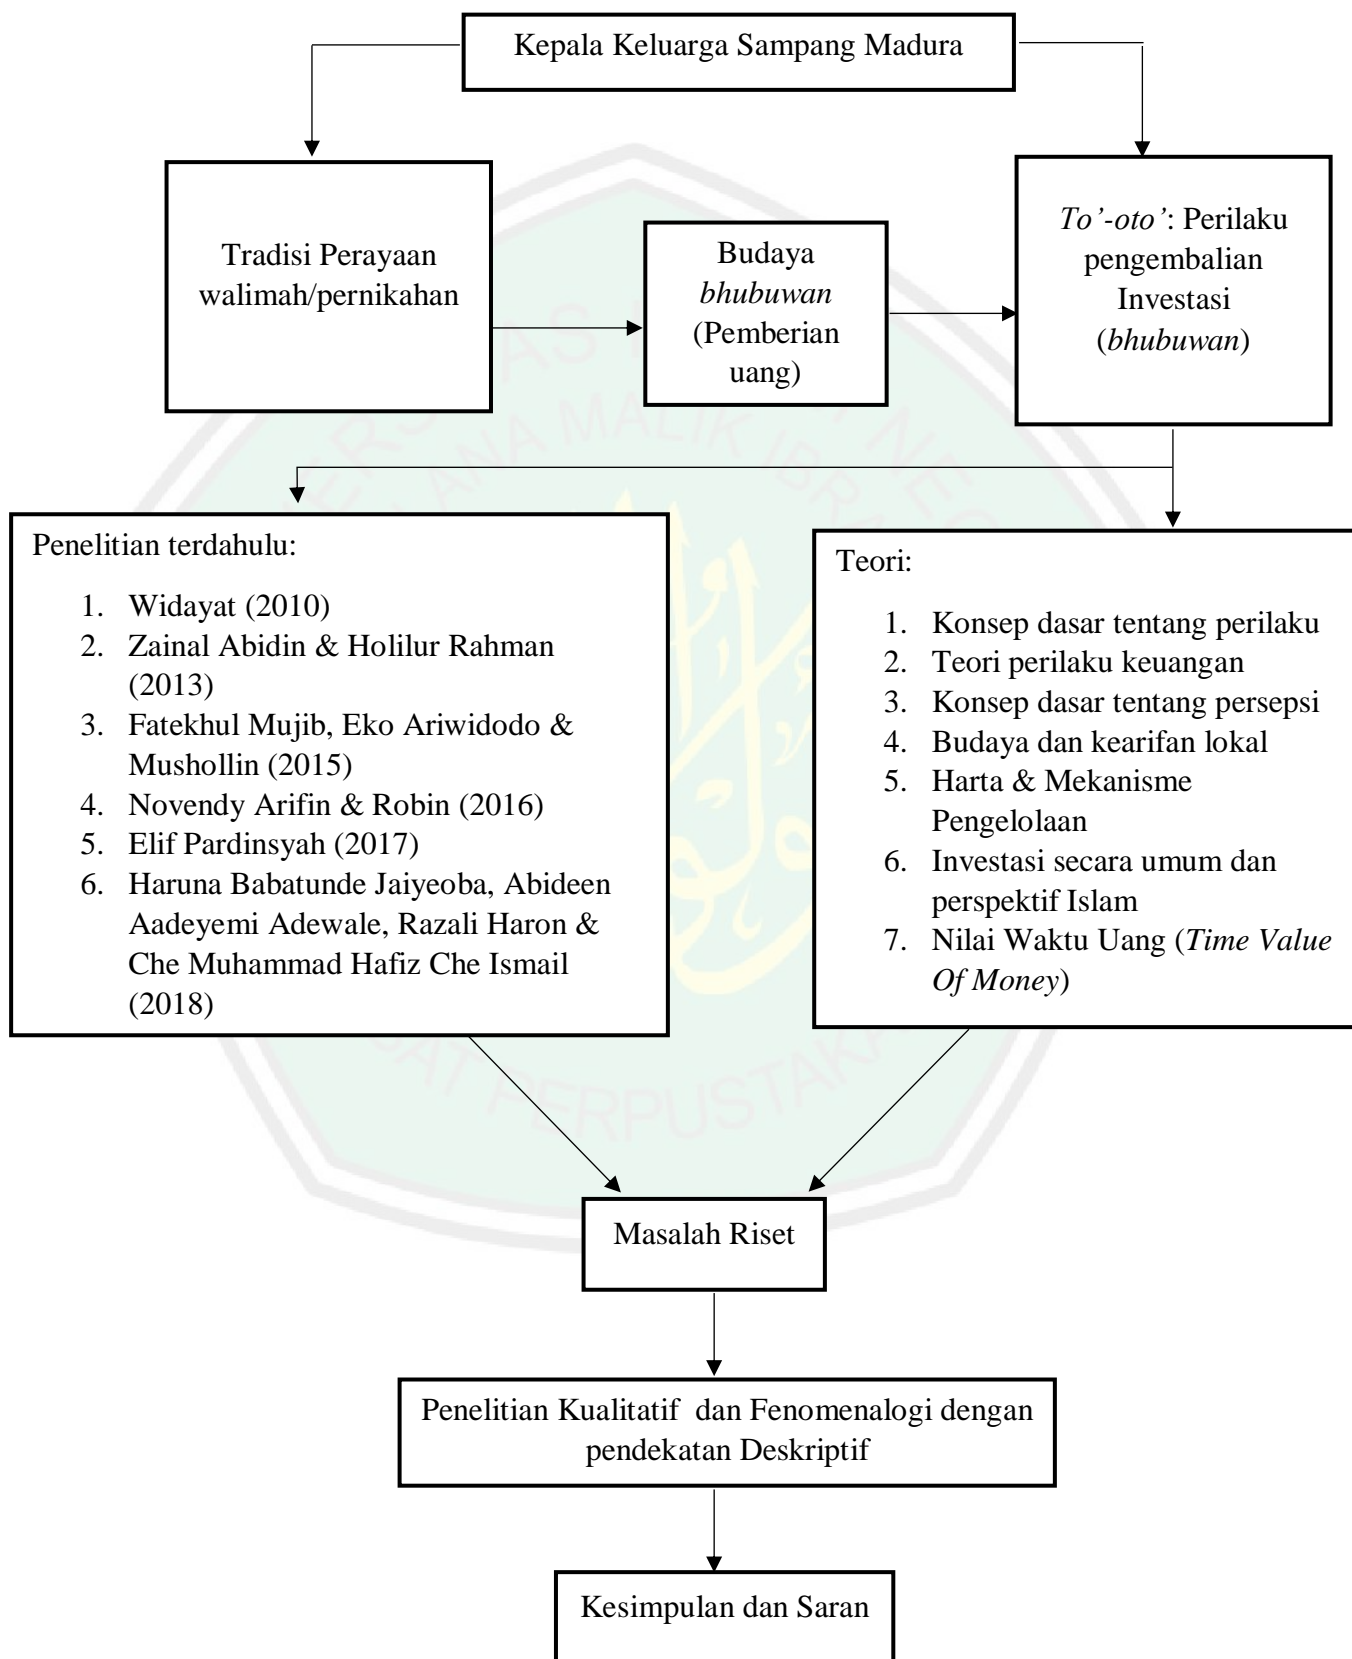 Kepala Keluarga Sampang Madura
Tradisi Perayaan
walimah/pernikahan
Budaya
bhubuwan
(Pemberian
uang)
To’-oto’: Perilaku
pengembalian
Investasi
(bhubuwan)
Penelitian terdahulu:
1. Widayat (2010)
2. Zainal Abidin & Holilur Rahman
(2013)
3. Fatekhul Mujib, Eko Ariwidodo &
Mushollin (2015)
4. Novendy Arifin & Robin (2016)
5. Elif Pardinsyah (2017)
6. Haruna Babatunde Jaiyeoba, Abideen
Aadeyemi Adewale, Razali Haron &
Che Muhammad Hafiz Che Ismail
(2018)
Teori:
1. Konsep dasar tentang perilaku
2. Teori perilaku keuangan
3. Konsep dasar tentang persepsi
4. Budaya dan kearifan lokal
5. Harta & Mekanisme
Pengelolaan
6. Investasi secara umum dan
perspektif Islam
7. Nilai Waktu Uang (Time Value
Of Money)
Masalah Riset
Penelitian Kualitatif dan Fenomenalogi dengan
pendekatan Deskriptif
Kesimpulan dan Saran